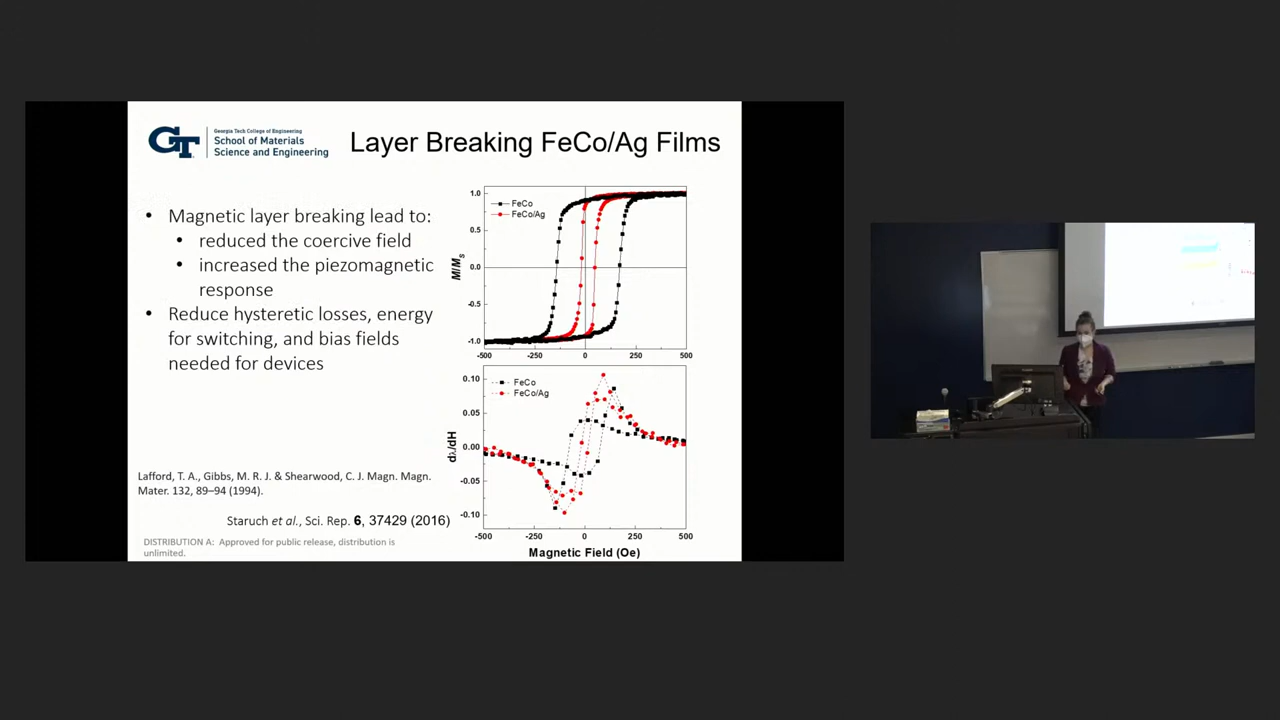 GT
Georgia Tech College of Engineering
School of Materials
Science and Engineering
Layer Breaking FeCo/Ag Films
• Magnetic layer breaking lead to:
• reduced the coercive field
• increased the piezomagnetic
response
• Reduce hysteretic losses, energy
for switching, and bias fields
needed for devices
Lafford, T. A., Gibbs, M. R. J. & Shearwood, C. J. Magn. Magn.
Mater. 132, 89–94 (1994).
Staruch et al., Sci. Rep. 6, 37429 (2016)
DISTRIBUTION A: Approved for public release, distribution is
unlimited.
M/Ms
1.0
0.5
0.0
-0.5
-1.0
FeCo
FeCo/Ag
-500 -250 0 250 500
dλ/dH
0.10
0.05
0.00
-0.05
-0.10
FeCo
FeCo/Ag
-500 -250 0 250 500
Magnetic Field (Oe)